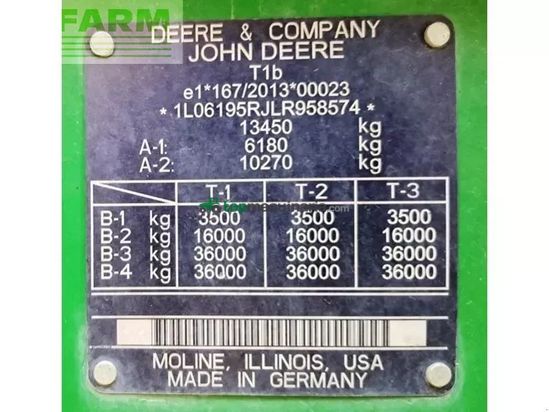 FARM
DEERE & COMPANY
JOHN DEERE
T1b
e1*167/2013*00023
*1L06195RJLR958574*
13450 kg
A-1: 6180 kg
A-2: 10270 kg
T-1 T-2 T-3
B-1 kg 3500 3500 3500
B-2 kg 16000 16000 16000
B-3 kg 36000 36000 36000
B-4 kg 36000 36000 36000
MOLINE, ILLINOIS, USA
MADE IN GERMANY